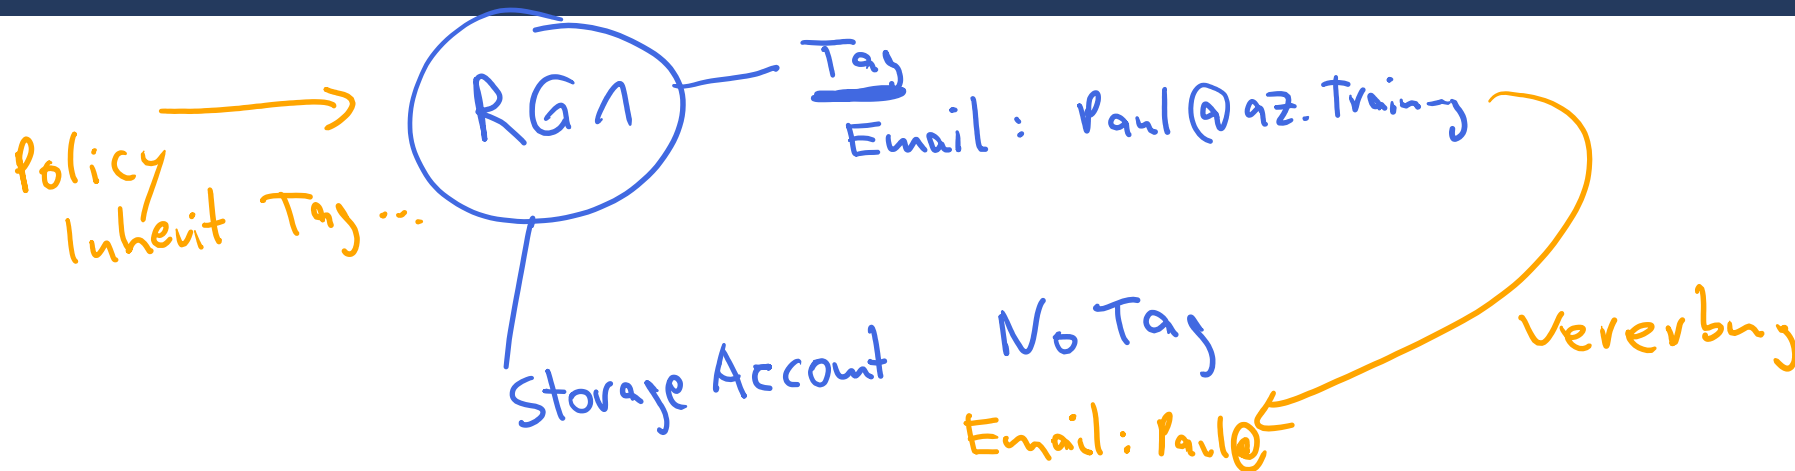 RG1
Tag
Email: Paul@az.Training
Policy
Inherit Tag...
Storage Account
No Tag
Vererbung
Email: Paul@